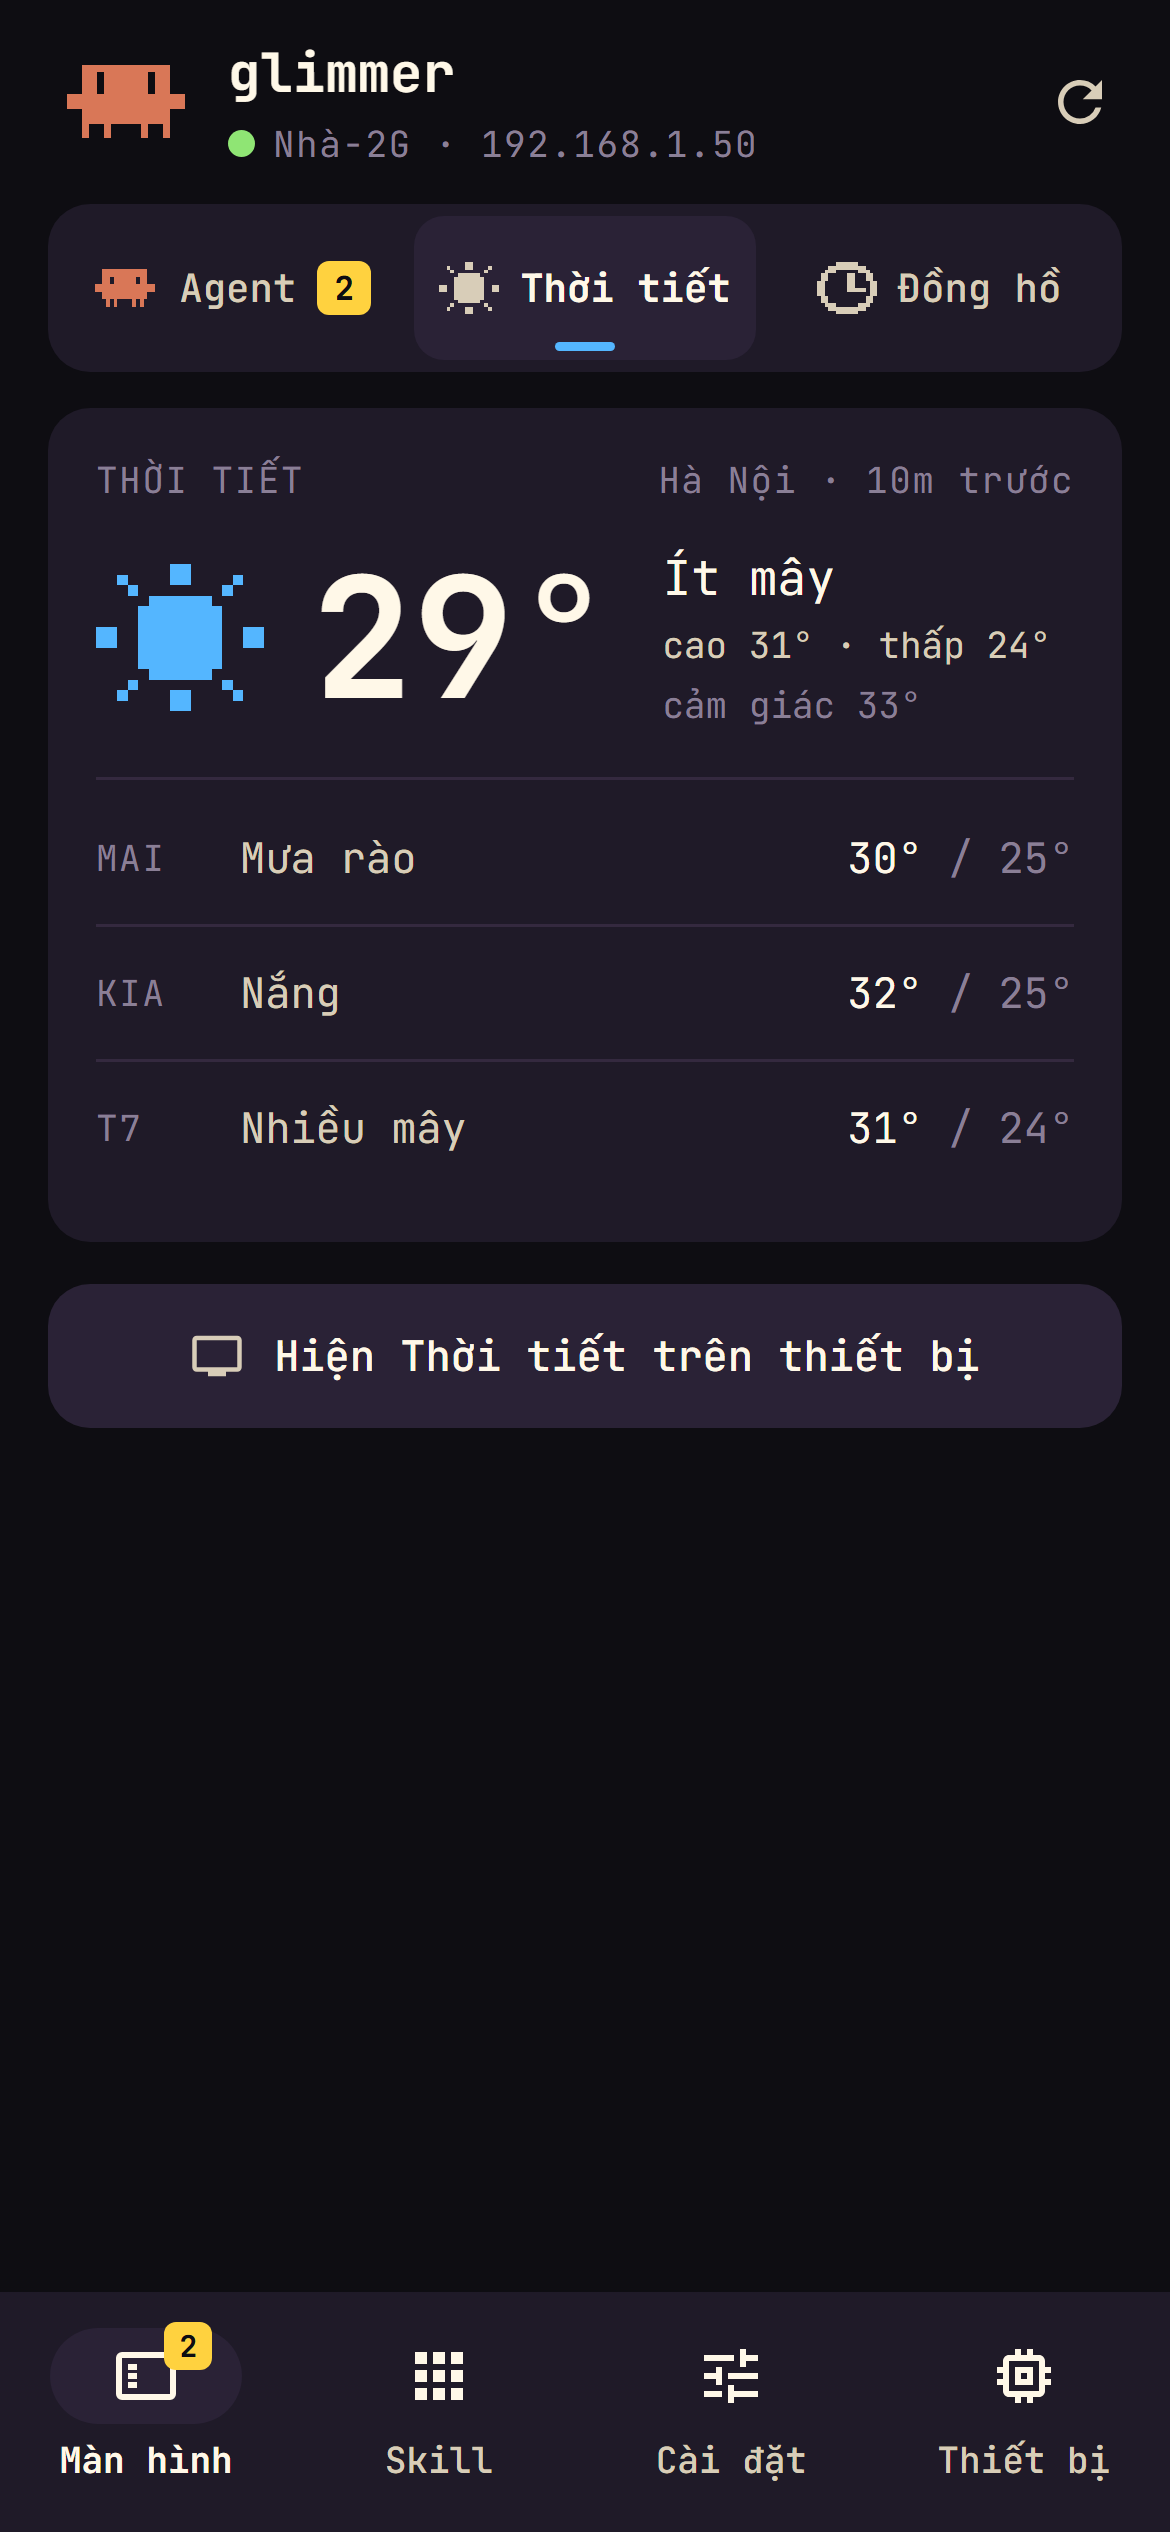 glimmer
Nhà-2G · 192.168.1.50
Agent 2 Thời tiết Đồng hồ
THỜI TIẾT Hà Nội · 10m trước
29° Ít mây
cao 31° · thấp 24°
cảm giác 33°
MAI Mưa rào 30° / 25°
KIA Nắng 32° / 25°
T7 Nhiều mây 31° / 24°
Hiện Thời tiết trên thiết bị
2
Màn hình Skill Cài đặt Thiết bị